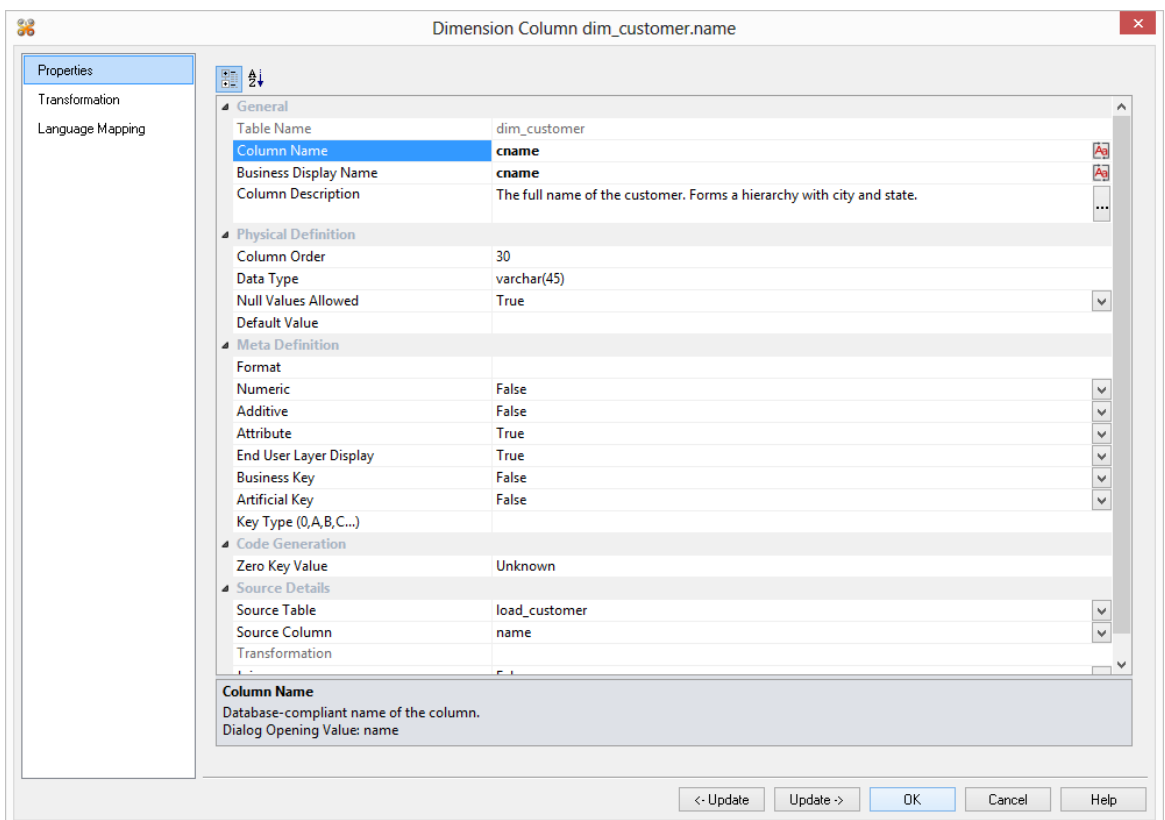 Dimension Column dim_customer.name
Properties
Transformation
Language Mapping
General
Table Name dim_customer
Column Name cname
Business Display Name cname
Column Description The full name of the customer. Forms a hierarchy with city and state.
...
Physical Definition
Column Order 30
Data Type varchar(45)
Null Values Allowed True
Default Value
Meta Definition
Format
Numeric False
Additive False
Attribute True
End User Layer Display True
Business Key False
Artificial Key False
Key Type (0,A,B,C...)
Code Generation
Zero Key Value Unknown
Source Details
Source Table load_customer
Source Column name
Transformation
Column Name
Database-compliant name of the column.
Dialog Opening Value: name
<- Update Update -> OK Cancel Help